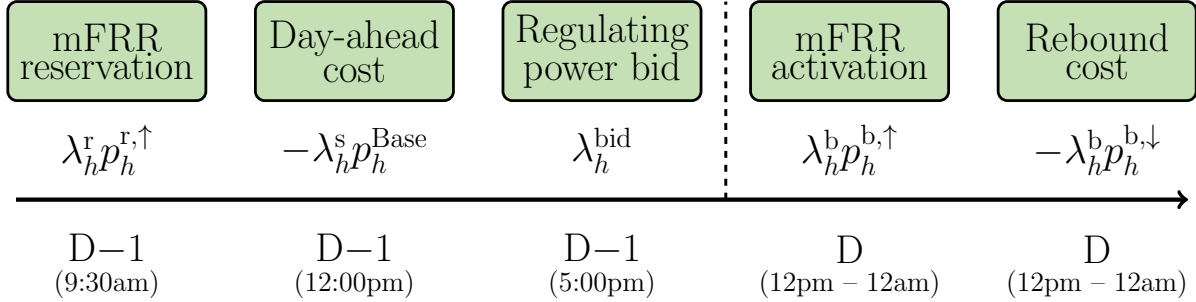 mFRR reservation
Day-ahead cost
Regulating power bid
mFRR activation
Rebound cost
λ_h^r p_h^{r,↑}
−λ_h^s p_h^{Base}
λ_h^{bid}
λ_h^b p_h^{b,↑}
−λ_h^b p_h^{b,↓}
D−1
(9:30am)
D−1
(12:00pm)
D−1
(5:00pm)
D
(12pm – 12am)
D
(12pm – 12am)